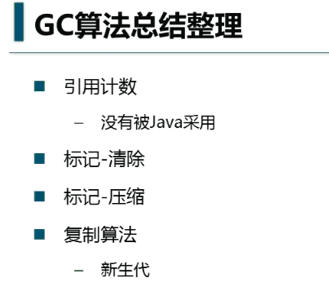 GC算法总结整理
引用计数
– 没有被Java采用
标记-清除
标记-压缩
复制算法
– 新生代